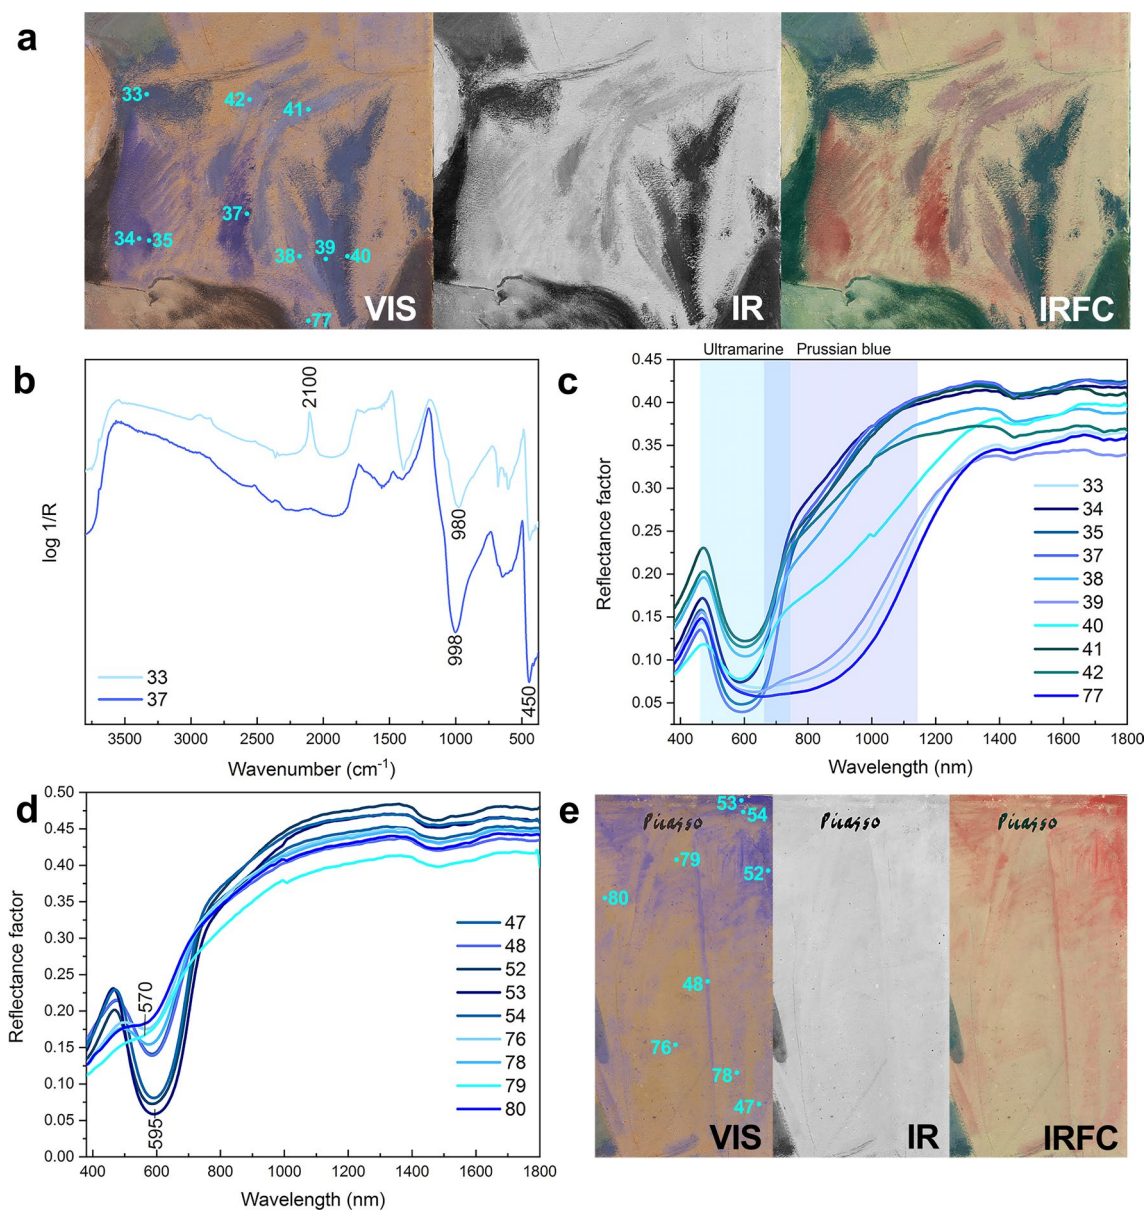 a
33
42
41
37
34
35
38
39
40
77
VIS
IR
IRFC
b
log 1/R
2100
980
998
450
33
37
3500 3000 2500 2000 1500 1000 500
Wavenumber (cm-1)
c
Ultramarine Prussian blue
Reflectance factor
0.45
0.40
0.35
0.30
0.25
0.20
0.15
0.10
0.05
33
34
35
37
38
39
40
41
42
77
400 600 800 1000 1200 1400 1600 1800
Wavelength (nm)
d
Reflectance factor
0.50
0.45
0.40
0.35
0.30
0.25
0.20
0.15
0.10
0.05
0.00
570
595
47
48
52
53
54
76
78
79
80
400 600 800 1000 1200 1400 1600 1800
Wavelength (nm)
e
53
54
Picasso
79
52
80
48
76
78
47
VIS
Picasso
IR
Picasso
IRFC